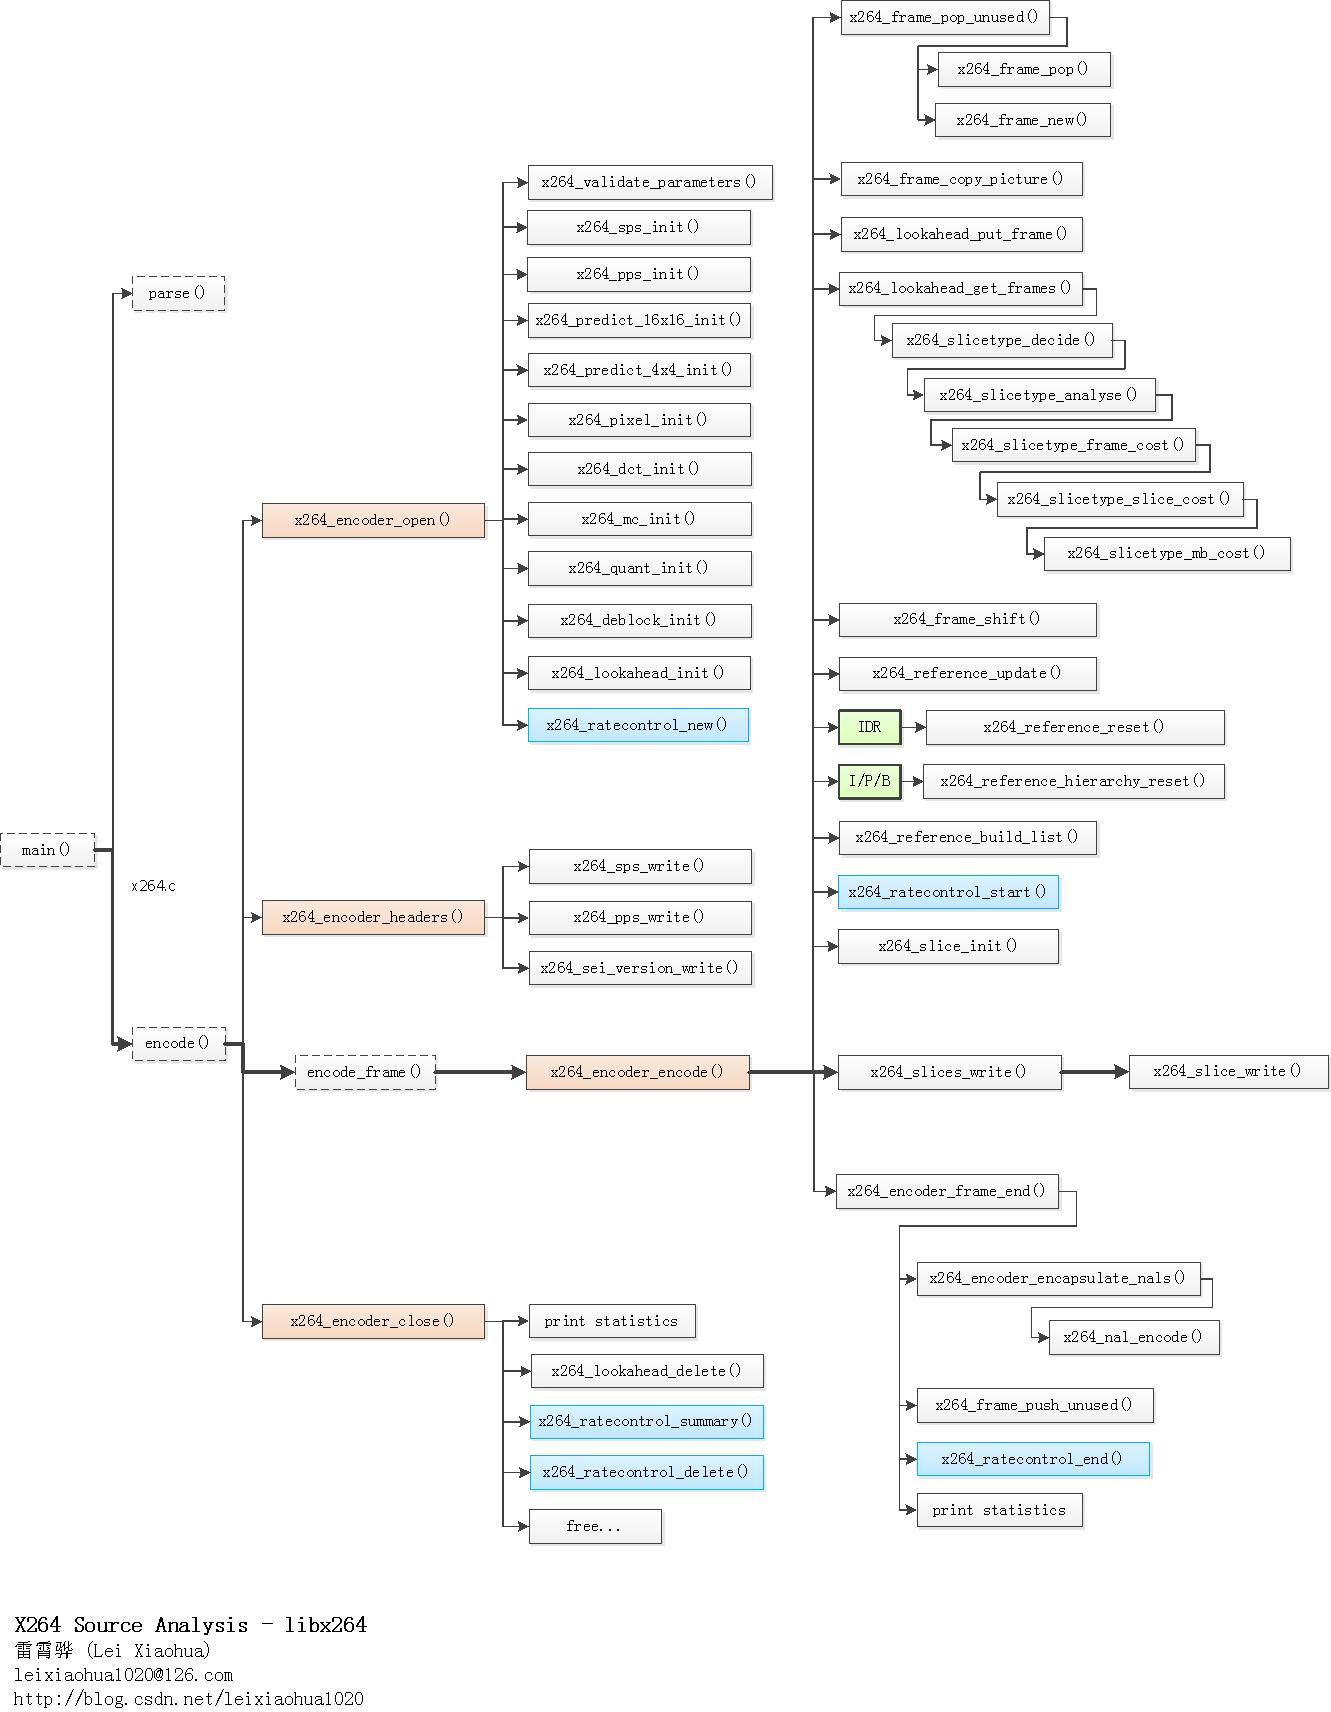 x264_frame_pop_unused()
x264_frame_pop()
x264_frame_new()
x264_validate_parameters()
x264_frame_copy_picture()
x264_sps_init()
x264_lookahead_put_frame()
x264_pps_init()
x264_lookahead_get_frames()
parse()
x264_predict_16x16_init()
x264_slicetype_decide()
x264_predict_4x4_init()
x264_slicetype_analyse()
x264_pixel_init()
x264_slicetype_frame_cost()
x264_dct_init()
x264_slicetype_slice_cost()
x264_encoder_open()
x264_mc_init()
x264_slicetype_mb_cost()
x264_quant_init()
x264_deblock_init()
x264_frame_shift()
x264_lookahead_init()
x264_reference_update()
x264_ratecontrol_new()
IDR
x264_reference_reset()
I/P/B
x264_reference_hierarchy_reset()
x264_reference_build_list()
main()
x264_sps_write()
x264.c
x264_ratecontrol_start()
x264_encoder_headers()
x264_pps_write()
x264_slice_init()
x264_sei_version_write()
encode()
encode_frame()
x264_encoder_encode()
x264_slices_write()
x264_slice_write()
x264_encoder_frame_end()
x264_encoder_encapsulate_nals()
x264_encoder_close()
print statistics
x264_nal_encode()
x264_lookahead_delete()
x264_frame_push_unused()
x264_ratecontrol_summary()
x264_ratecontrol_end()
x264_ratecontrol_delete()
print statistics
free...
X264 Source Analysis - libx264
雷霄骅 (Lei Xiaohua)
leixiaohua1020@126.com
http://blog.csdn.net/leixiaohua1020